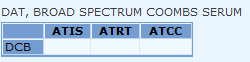 DAT, BROAD SPECTRUM COOMBS SERUM
ATIS ATRT ATCC
DCB